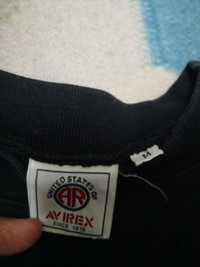 UNITED STATES OF
AR
AVIREX
SINCE 1975
M